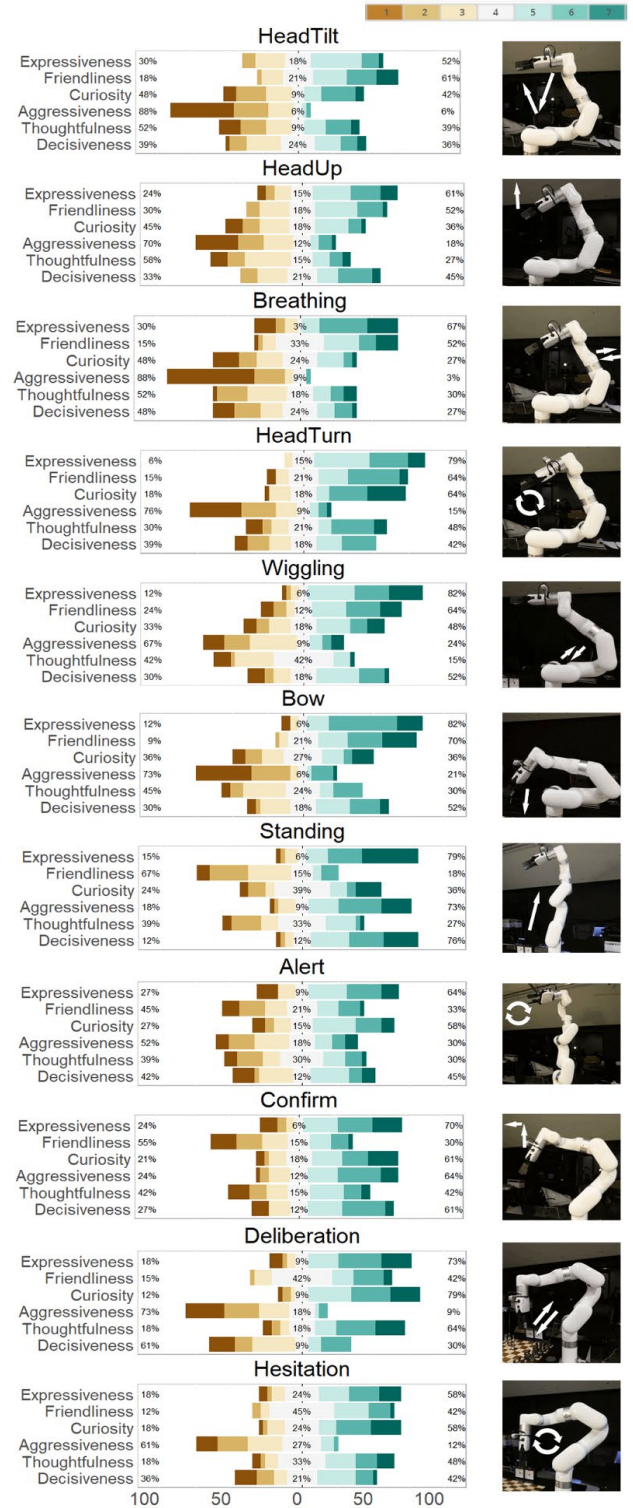 1 2 3 4 5 6 7
HeadTilt
Expressiveness 30% 18% 52%
Friendliness 18% 21% 61%
Curiosity 48% 9% 42%
Aggressiveness 88% 6% 6%
Thoughtfulness 52% 9% 39%
Decisiveness 39% 24% 36%
HeadUp
Expressiveness 24% 15% 61%
Friendliness 30% 18% 52%
Curiosity 45% 18% 36%
Aggressiveness 70% 12% 18%
Thoughtfulness 58% 15% 27%
Decisiveness 33% 21% 45%
Breathing
Expressiveness 30% 3% 67%
Friendliness 15% 33% 52%
Curiosity 48% 24% 27%
Aggressiveness 88% 9% 3%
Thoughtfulness 52% 18% 30%
Decisiveness 48% 24% 27%
HeadTurn
Expressiveness 6% 15% 79%
Friendliness 15% 21% 64%
Curiosity 18% 18% 64%
Aggressiveness 76% 9% 15%
Thoughtfulness 30% 21% 48%
Decisiveness 39% 18% 42%
Wiggling
Expressiveness 12% 6% 82%
Friendliness 24% 12% 64%
Curiosity 33% 18% 48%
Aggressiveness 67% 9% 24%
Thoughtfulness 42% 42% 15%
Decisiveness 30% 18% 52%
Bow
Expressiveness 12% 6% 82%
Friendliness 9% 21% 70%
Curiosity 36% 27% 36%
Aggressiveness 73% 6% 21%
Thoughtfulness 45% 24% 30%
Decisiveness 30% 18% 52%
Standing
Expressiveness 15% 6% 79%
Friendliness 67% 15% 18%
Curiosity 24% 39% 36%
Aggressiveness 18% 9% 73%
Thoughtfulness 39% 33% 27%
Decisiveness 12% 12% 76%
Alert
Expressiveness 27% 9% 64%
Friendliness 45% 21% 33%
Curiosity 27% 15% 58%
Aggressiveness 52% 18% 30%
Thoughtfulness 39% 30% 30%
Decisiveness 42% 12% 45%
Confirm
Expressiveness 24% 6% 70%
Friendliness 55% 15% 30%
Curiosity 21% 18% 61%
Aggressiveness 24% 12% 64%
Thoughtfulness 42% 15% 42%
Decisiveness 27% 12% 61%
Deliberation
Expressiveness 18% 9% 73%
Friendliness 15% 42% 42%
Curiosity 12% 9% 79%
Aggressiveness 73% 18% 9%
Thoughtfulness 18% 18% 64%
Decisiveness 61% 9% 30%
Hesitation
Expressiveness 18% 24% 58%
Friendliness 12% 45% 42%
Curiosity 18% 24% 58%
Aggressiveness 61% 27% 12%
Thoughtfulness 18% 33% 48%
Decisiveness 36% 21% 42%
100 50 0 50 100